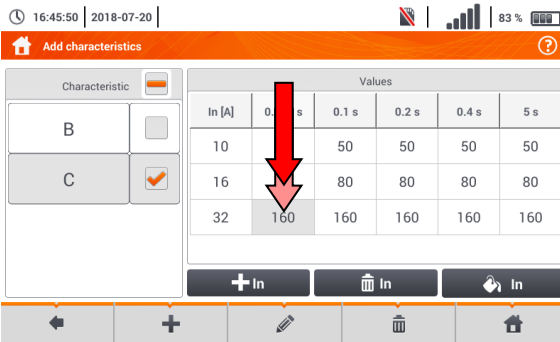 16:45:50 2018-07-20 83 %
Add characteristics ?
Characteristic
B
C
Values
In [A] 0. s 0.1 s 0.2 s 0.4 s 5 s
10 50 50 50 50
16 80 80 80 80
32 160 160 160 160 160
In In In